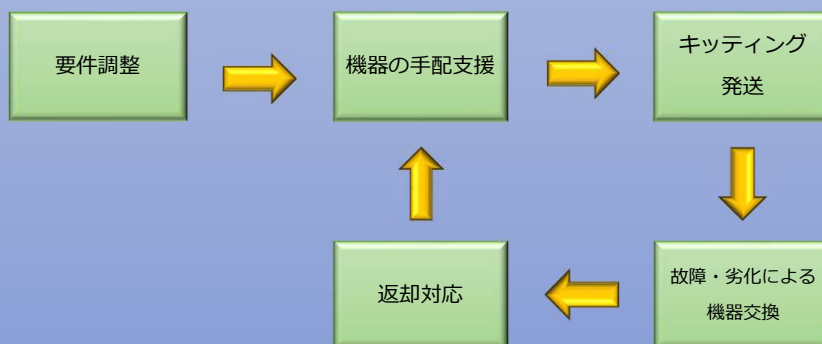 要件調整
機器の手配支援
キッティング
発送
故障・劣化による
機器交換
返却対応